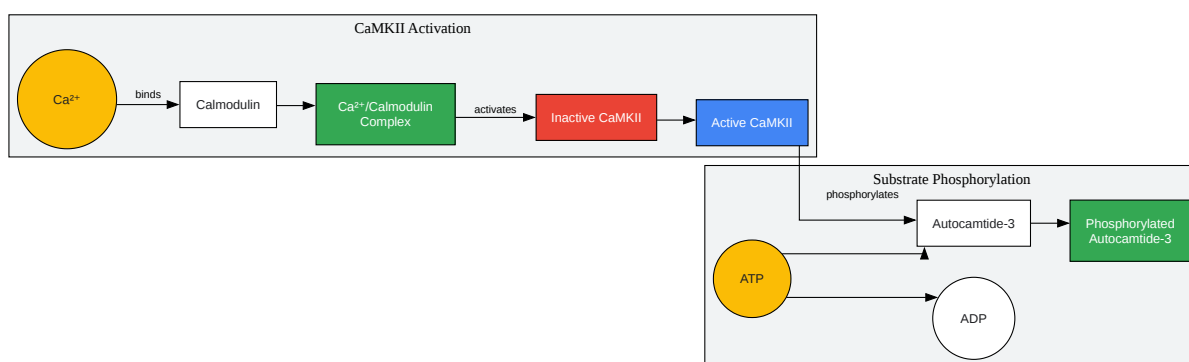 CaMKII Activation
Ca²⁺
binds
Calmodulin
Ca²⁺/Calmodulin
Complex
activates
Inactive CaMKII
Active CaMKII
Substrate Phosphorylation
phosphorylates
Autocamtide-3
Phosphorylated
Autocamtide-3
ATP
ADP